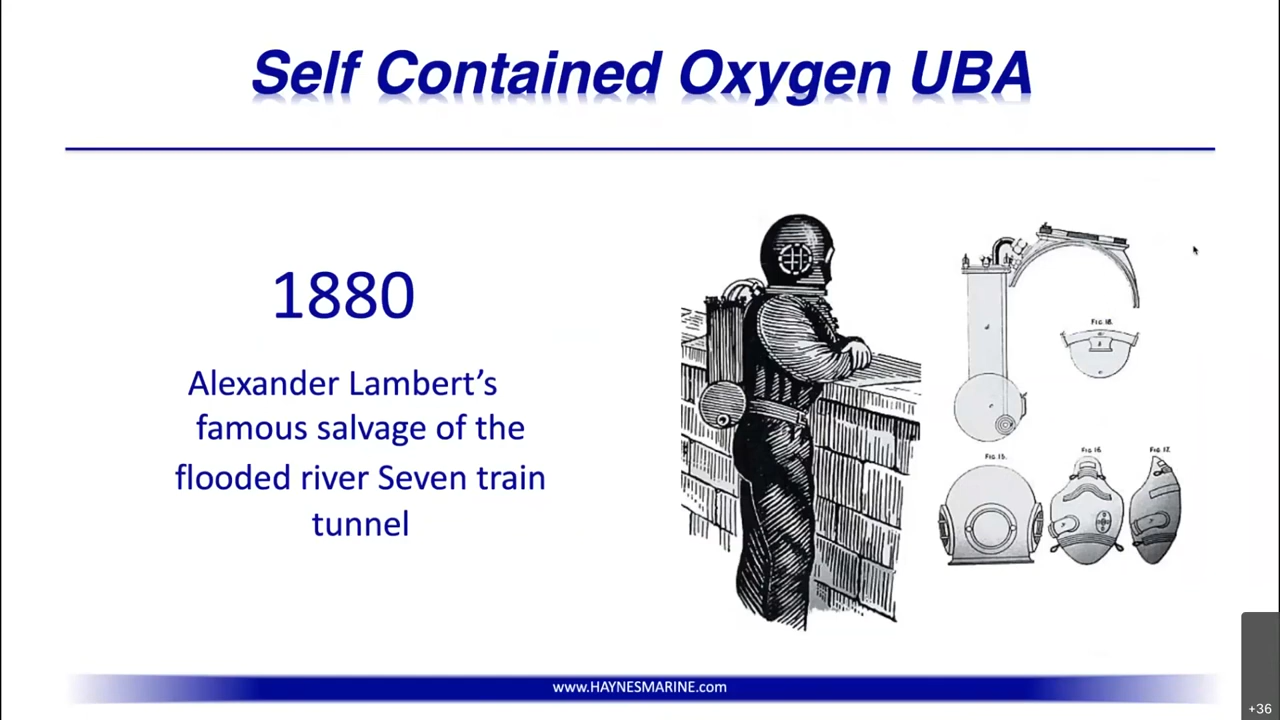 Self Contained Oxygen UBA
1880
Alexander Lambert’s
famous salvage of the
flooded river Seven train
tunnel
FIG. 18.
FIG. 15.
FIG. 16.
FIG. 17.
www.HAYNESMARINE.com
+36